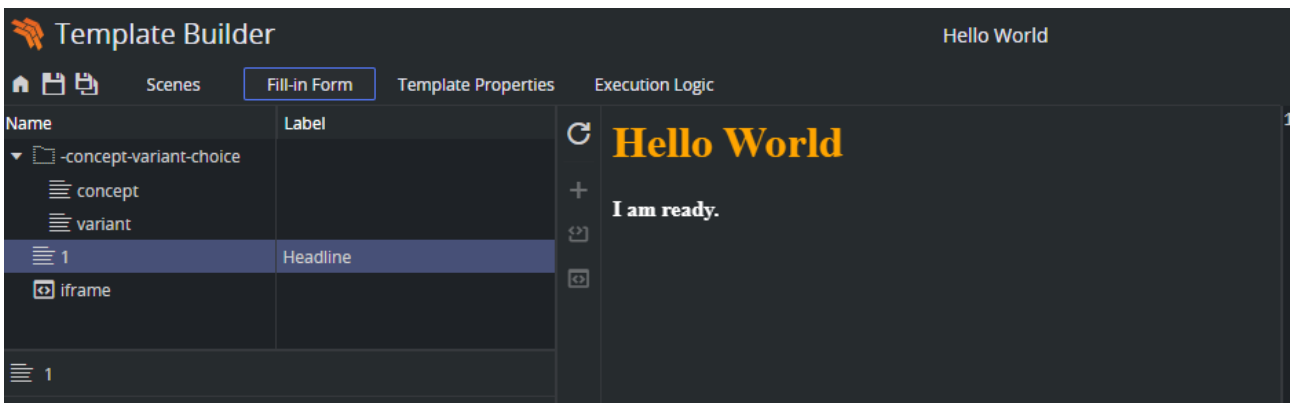 Template Builder
Hello World
Scenes
Fill-in Form
Template Properties
Execution Logic
Name
Label
-concept-variant-choice
concept
variant
1
Headline
iframe
1
Hello World
I am ready.
1